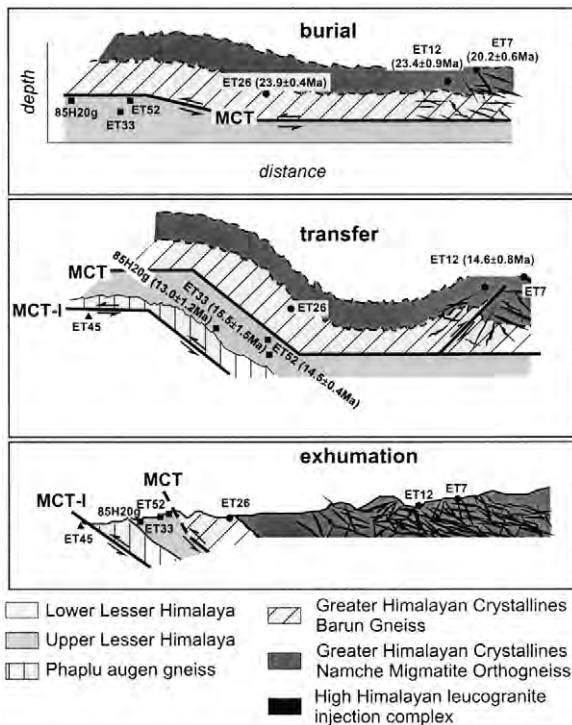 burial
ET12
(23.4±0.9Ma)
ET7
(20.2±0.6Ma)
ET26 (23.9±0.4Ma)
85H20g
ET52
ET33
MCT
depth
distance
transfer
MCT
MCT-I
ET45
85H20g (13.0±1.2Ma)
ET33 (15.5±1.5Ma)
ET52 (14.5±0.4Ma)
ET26
ET12 (14.6±0.8Ma)
ET7
exhumation
MCT-I
MCT
85H20g
ET52
ET33
ET45
ET26
ET12
ET7
Lower Lesser Himalaya
Upper Lesser Himalaya
Phaplu augen gneiss
Greater Himalayan Crystallines
Barun Gneiss
Greater Himalayan Crystallines
Namche Migmatite Orthogneiss
High Himalayan leucogranite
injection complex